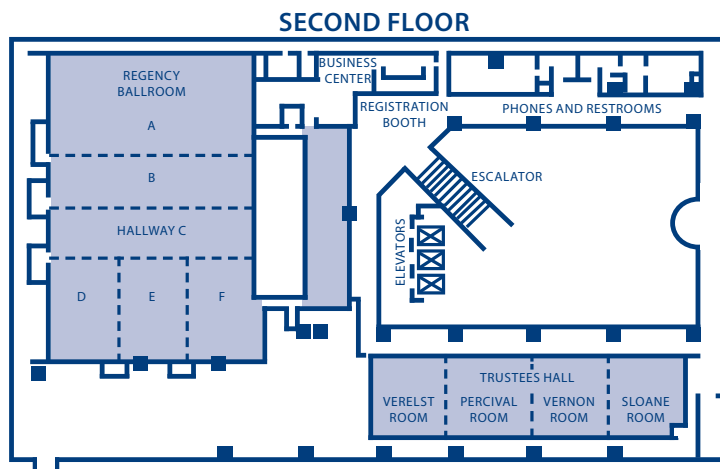 SECOND FLOOR
REGENCY
BALLROOM
A
B
HALLWAY C
D
E
F
BUSINESS
CENTER
REGISTRATION
BOOTH
PHONES AND RESTROOMS
ESCALATOR
ELEVATORS
TRUSTEES HALL
VERELST
ROOM
PERCIVAL
ROOM
VERNON
ROOM
SLOANE
ROOM